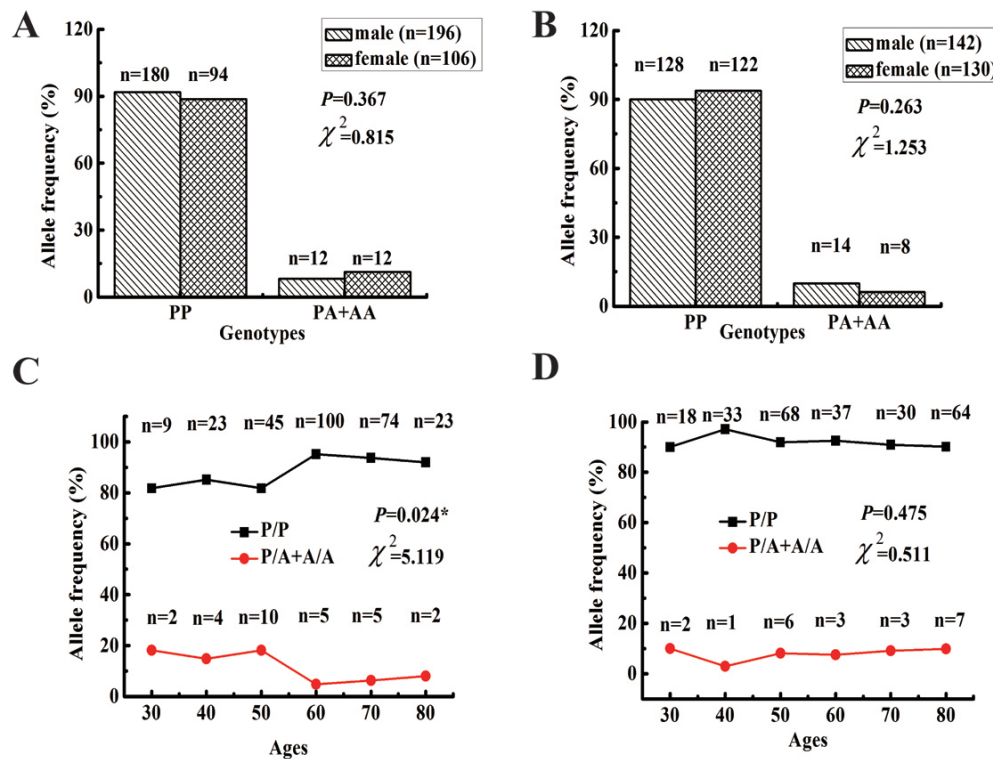 A
120
90
60
30
0
Allele frequency (%)
male (n=196)
female (n=106)
n=180 n=94
P=0.367
χ²=0.815
n=12 n=12
PP PA+AA
Genotypes
B
120
90
60
30
0
Allele frequency (%)
male (n=142)
female (n=130)
n=128 n=122
P=0.263
χ²=1.253
n=14 n=8
PP PA+AA
Genotypes
C
100
80
60
40
20
0
Allele frequency (%)
n=9 n=23 n=45 n=100 n=74 n=23
P/P
P/A+A/A
P=0.024*
χ²=5.119
n=2 n=4 n=10 n=5 n=5 n=2
30 40 50 60 70 80
Ages
D
100
80
60
40
20
0
Allele frequency (%)
n=18 n=33 n=68 n=37 n=30 n=64
P/P
P/A+A/A
P=0.475
χ²=0.511
n=2 n=1 n=6 n=3 n=3 n=7
30 40 50 60 70 80
Ages